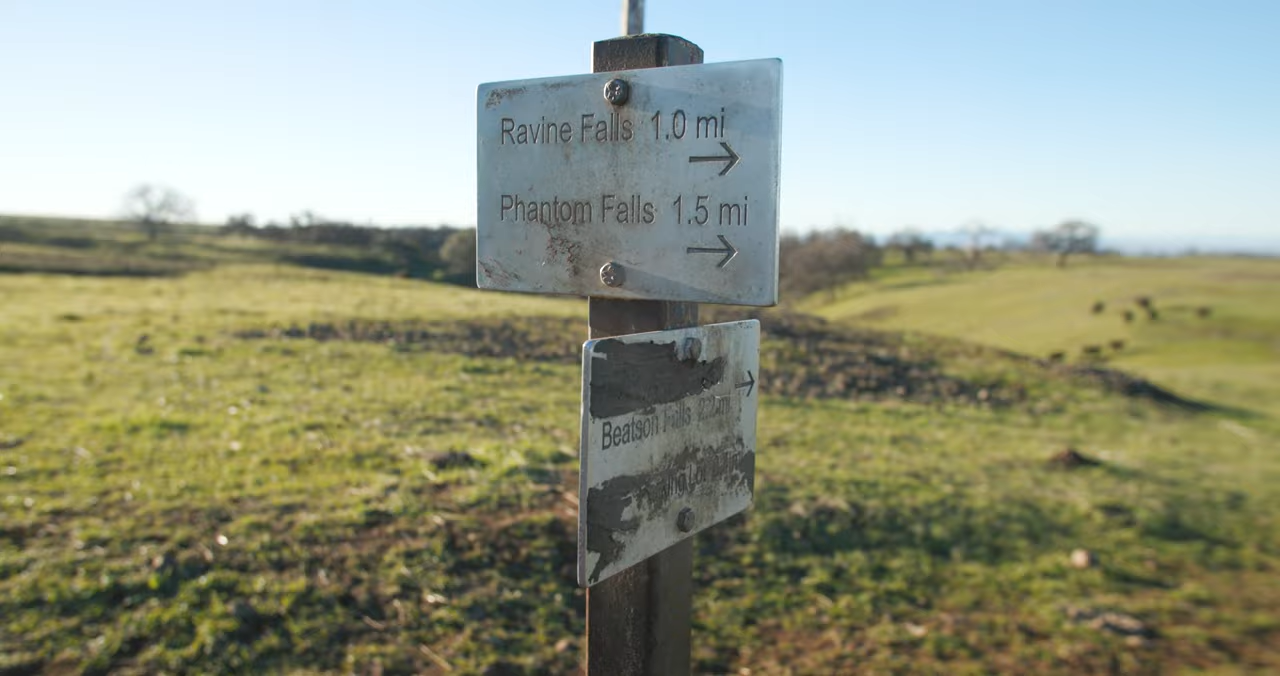 Ravine Falls 1.0 mi
→
Phantom Falls 1.5 mi
→
→
Beatson Falls